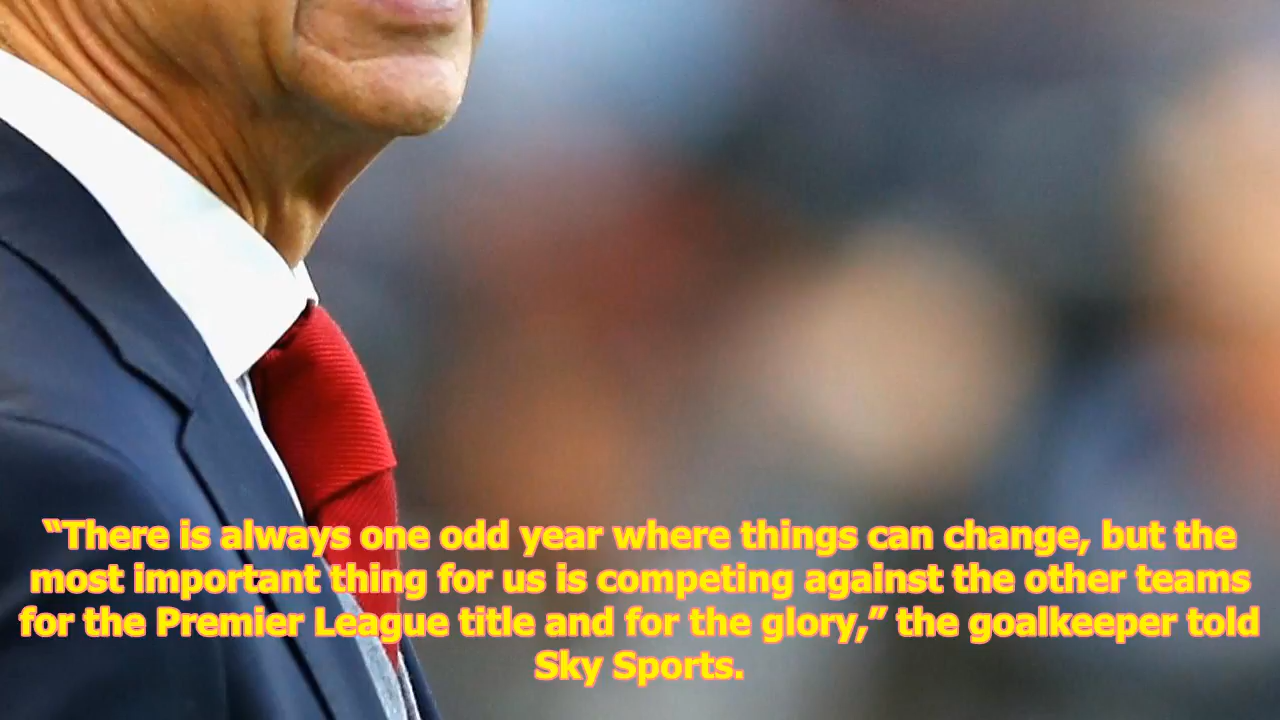 “There is always one odd year where things can change, but the
most important thing for us is competing against the other teams
for the Premier League title and for the glory,” the goalkeeper told
Sky Sports.